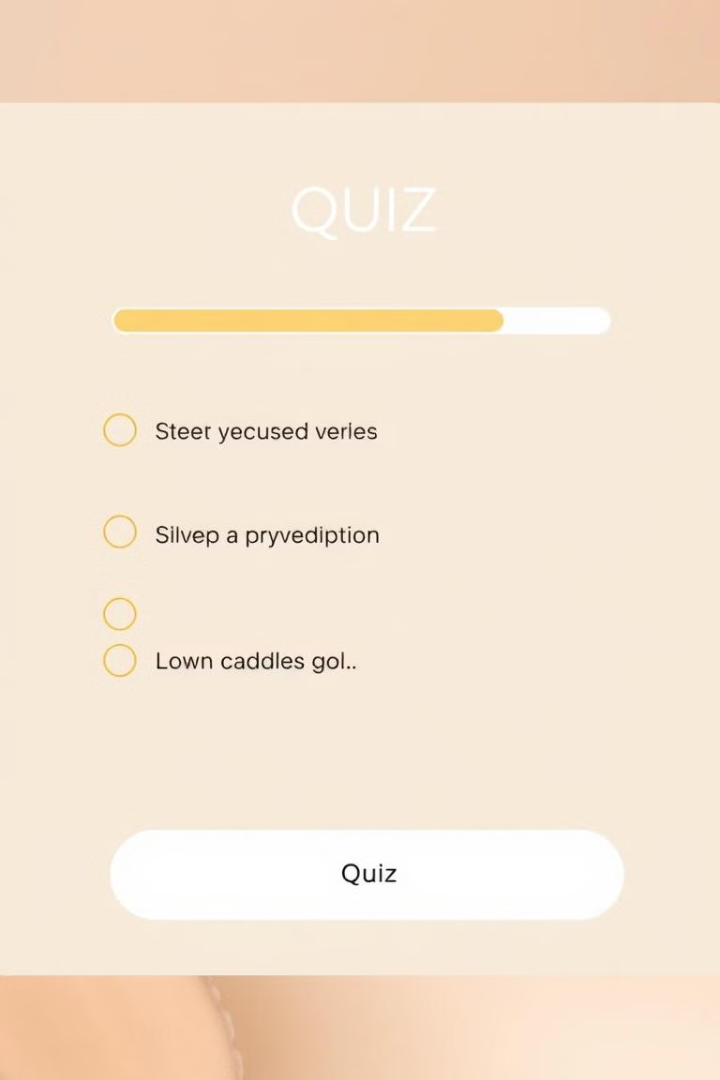 QUIZ
Steer yecused veries
Silvep a pryvediption
Lown caddles gol..
Quiz